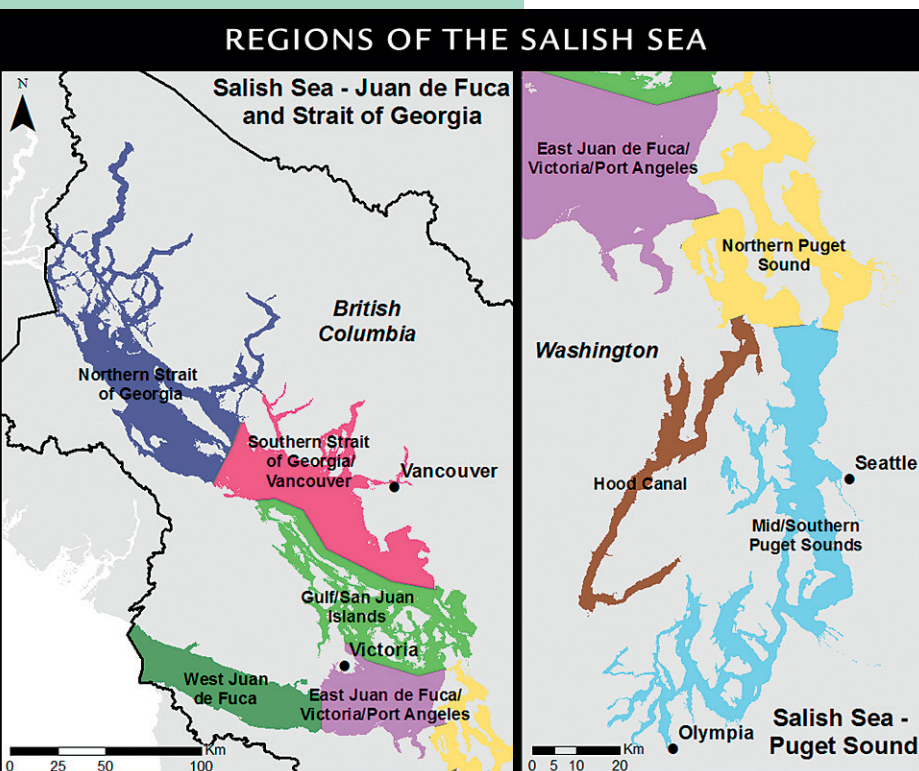 REGIONS OF THE SALISH SEA
N
Salish Sea - Juan de Fuca
and Strait of Georgia
British
Columbia
Northern Strait
of Georgia
Southern Strait
of Georgia/
Vancouver
Vancouver
Gulf/San Juan
Islands
Victoria
West Juan
de Fuca
East Juan de Fuca/
Victoria/Port Angeles
Km
0 25 50 100
East Juan de Fuca/
Victoria/Port Angeles
Northern Puget
Sound
Washington
Seattle
Hood Canal
Mid/Southern
Puget Sounds
Olympia
Salish Sea -
Puget Sound
Km
0 5 10 20